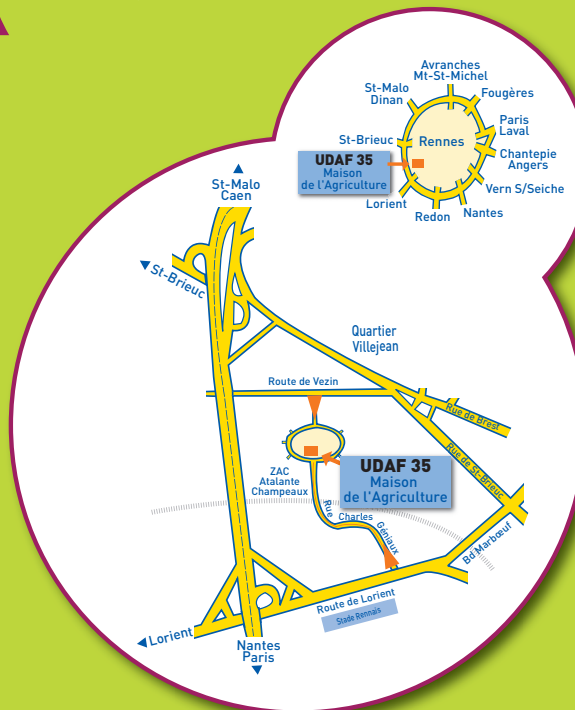 Avranches
Mt-St-Michel
St-Malo
Dinan
Fougères
Paris
Laval
St-Brieuc
Rennes
Chantepie
Angers
UDAF 35
Maison
de l'Agriculture
Vern S/Seiche
Lorient
Redon
Nantes
St-Malo
Caen
St-Brieuc
Quartier
Villejean
Route de Vezin
Rue de Brest
Rue de St-Brieuc
UDAF 35
Maison
de l'Agriculture
ZAC
Atalante
Champeaux
Rue
Charles
Géniaux
Bd Marbœuf
Route de Lorient
Stade Rennais
Lorient
Nantes
Paris